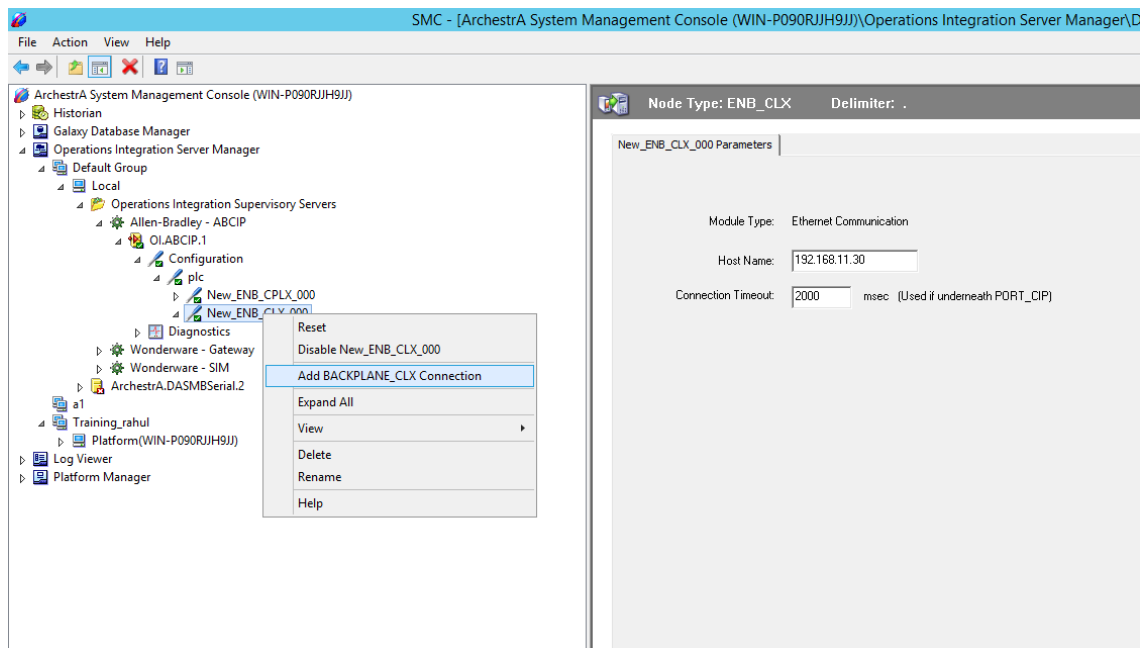 SMC - [ArchestrA System Management Console (WIN-P090RJJH9JJ)\Operations Integration Server Manager\D
File Action View Help
ArchestrA System Management Console (WIN-P090RJJH9JJ)
Historian
Galaxy Database Manager
Operations Integration Server Manager
Default Group
Local
Operations Integration Supervisory Servers
Allen-Bradley - ABCIP
OI.ABCIP.1
Configuration
plc
New_ENB_CPLX_000
New_ENB_CLX_000
Diagnostics
Wonderware - Gateway
Wonderware - SIM
ArchestrA.DASMBSerial.2
a1
Training_rahul
Platform(WIN-P090RJJH9JJ)
Log Viewer
Platform Manager
Reset
Disable New_ENB_CLX_000
Add BACKPLANE_CLX Connection
Expand All
View
Delete
Rename
Help
Node Type: ENB_CLX Delimiter: .
New_ENB_CLX_000 Parameters
Module Type: Ethernet Communication
Host Name: 192.168.11.30
Connection Timeout: 2000 msec (Used if underneath PORT_CIP)